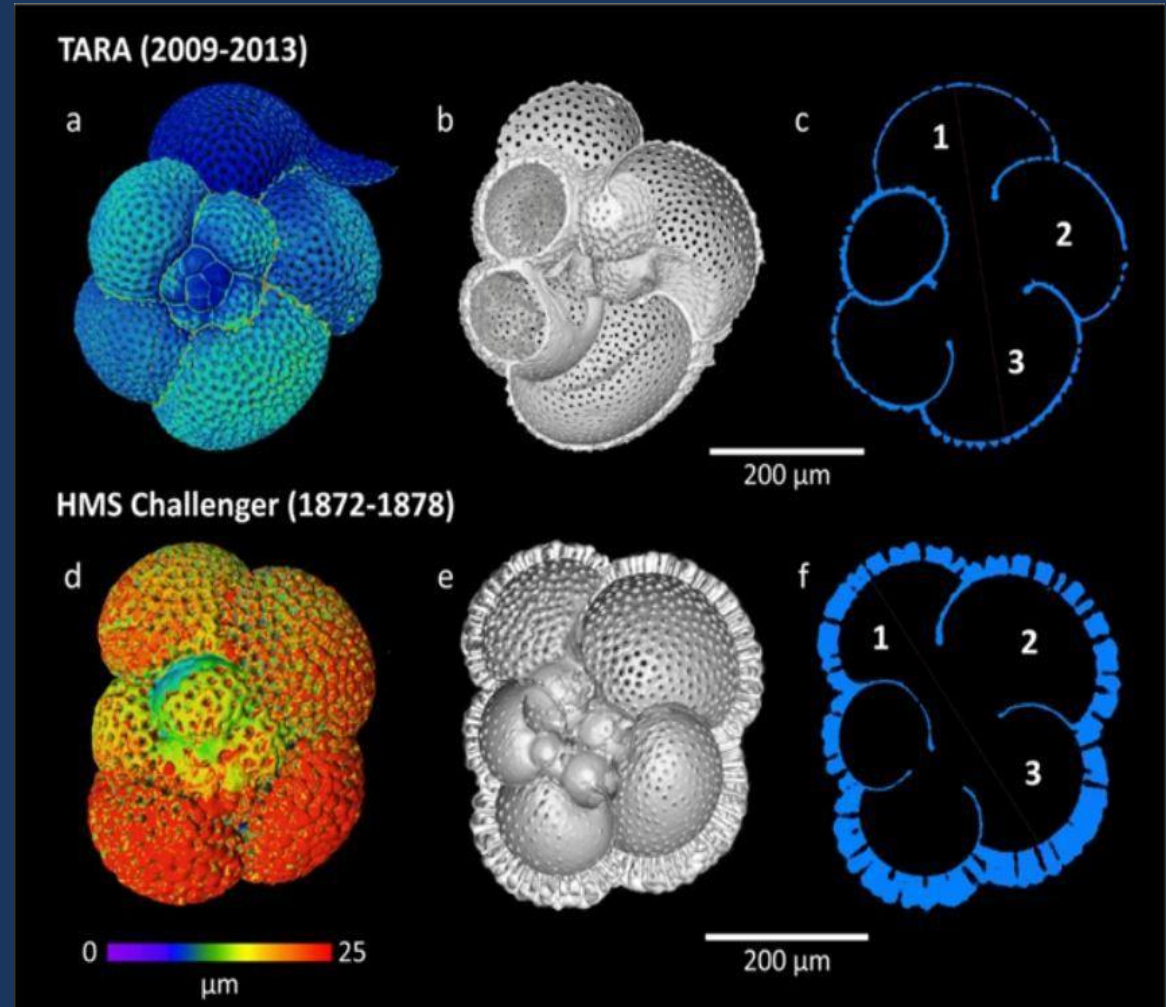 TARA (2009-2013)
a
b
c
1
2
3
200 µm
HMS Challenger (1872-1878)
d
e
f
1
2
3
0
25
µm
200 µm